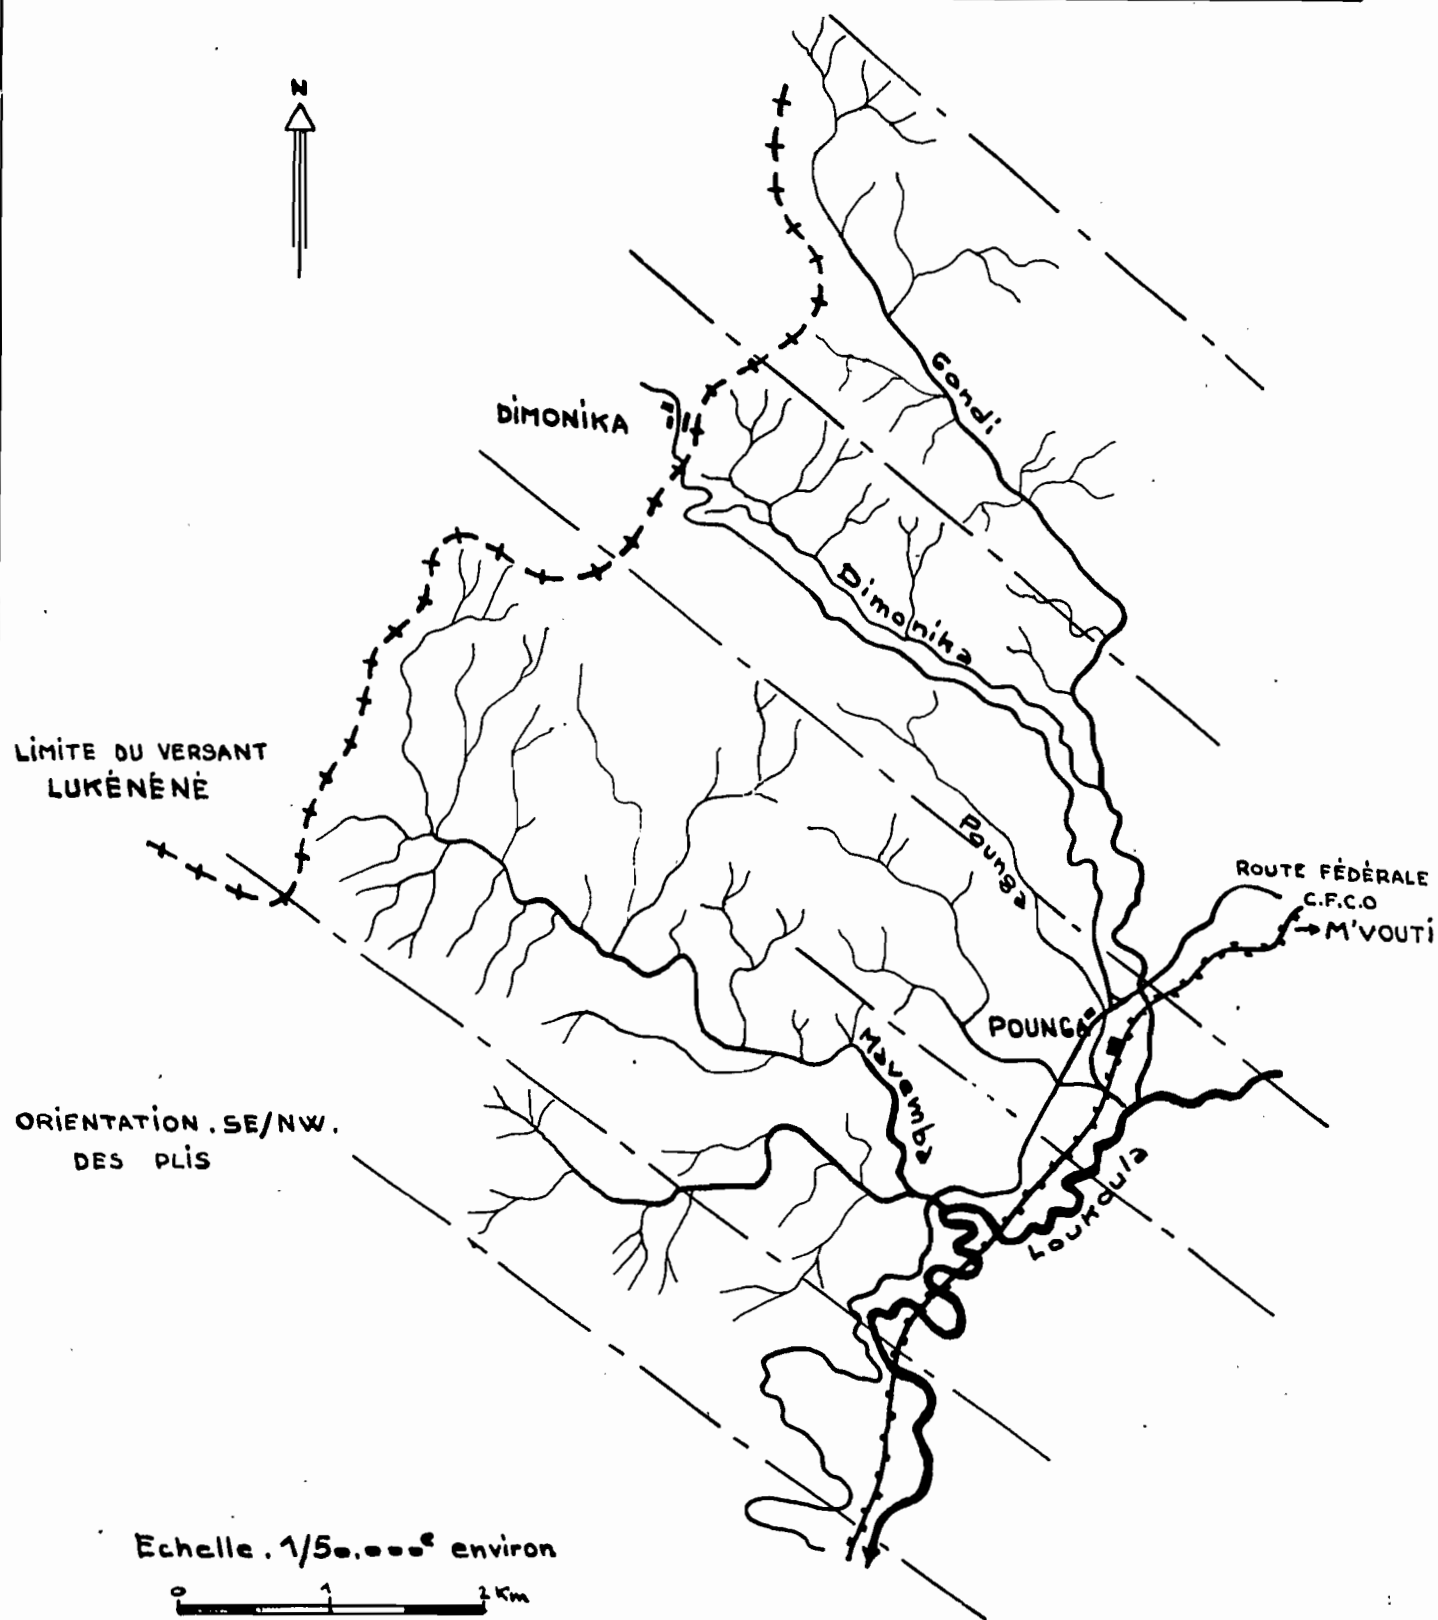 N
Gondi
DIMONIKA
Dimonika
LIMITE DU VERSANT
LUKÉNÉNÉ
Pounga
ROUTE FÉDÉRALE
C.F.C.O
→ M'VOUTI
POUNGA
Mavemba
ORIENTATION . SE/NW.
DES PLIS
Loukoula
Echelle . 1/50.000e environ
0 1 2 Km